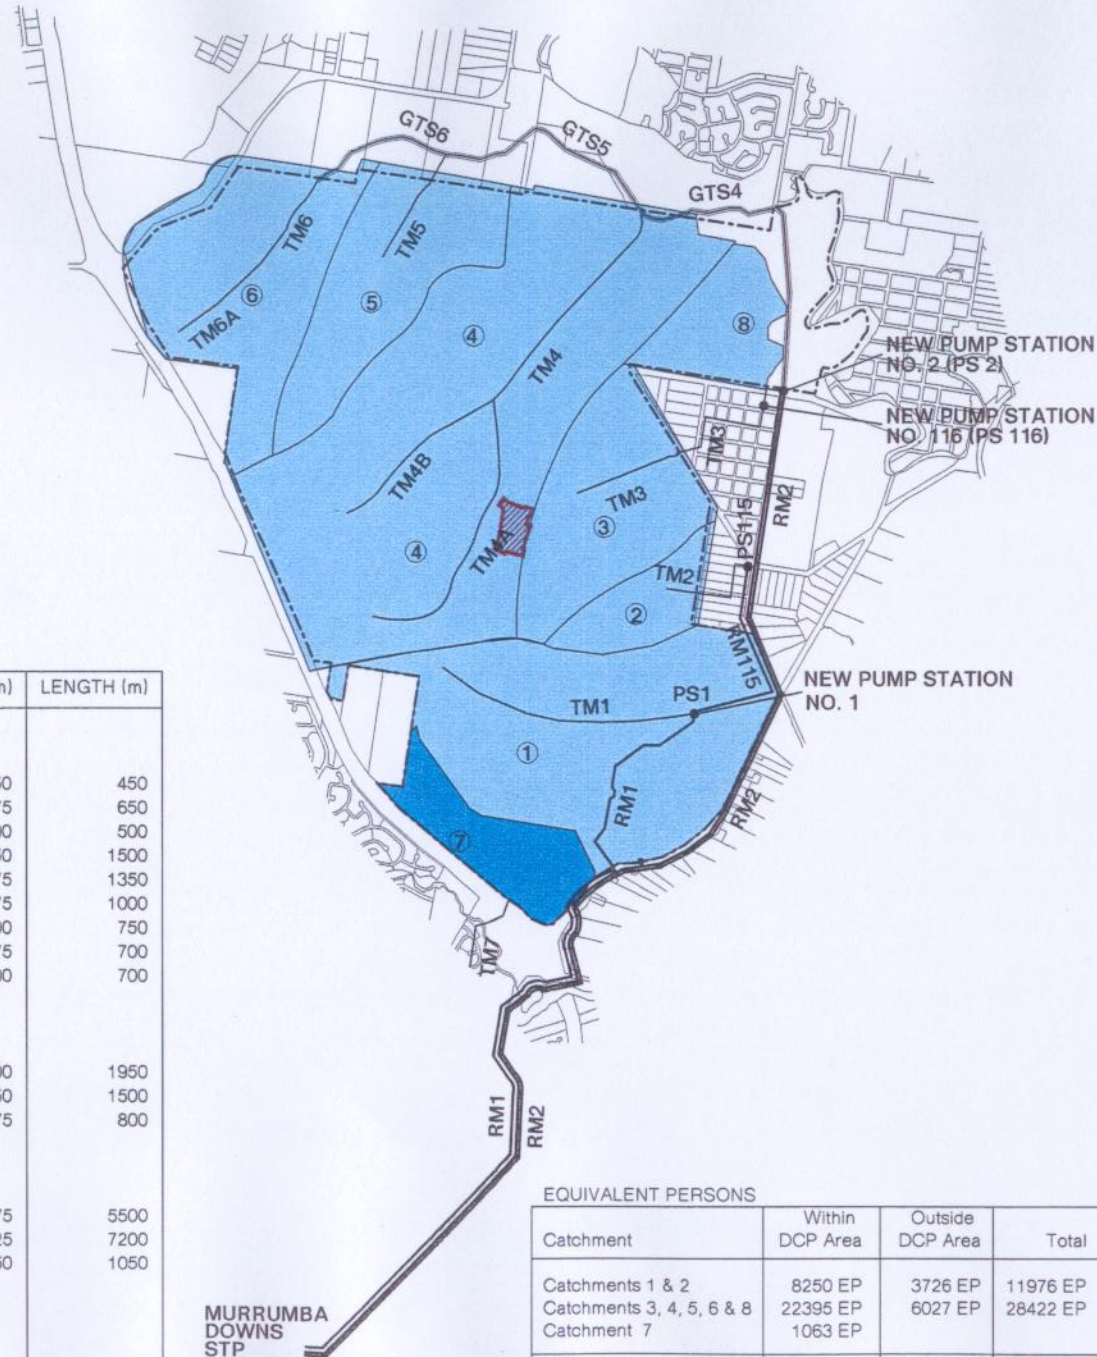 GTS6
GTS5
GTS4
TM6
TM5
⑥
TM6A
⑤
④
⑧
TM4
NEW PUMP STATION
NO. 2 (PS 2)
NEW PUMP STATION
NO. 116 (PS 116)
TM3
TM4B
TM3
RM2
③
④
TM4A
PS115
TM2
②
RM115
NEW PUMP STATION
NO. 1
PS1
TM1
①
RM1
RM2
⑦
TM7
RM1
RM2
MURRUMBA
DOWNS
STP
LENGTH (m)
450
650
500
1500
1350
1000
750
700
700
1950
1500
800
5500
7200
1050
EQUIVALENT PERSONS
Catchment Within DCP Area Outside DCP Area Total
Catchments 1 & 2 8250 EP 3726 EP 11976 EP
Catchments 3, 4, 5, 6 & 8 22395 EP 6027 EP 28422 EP
Catchment 7 1063 EP